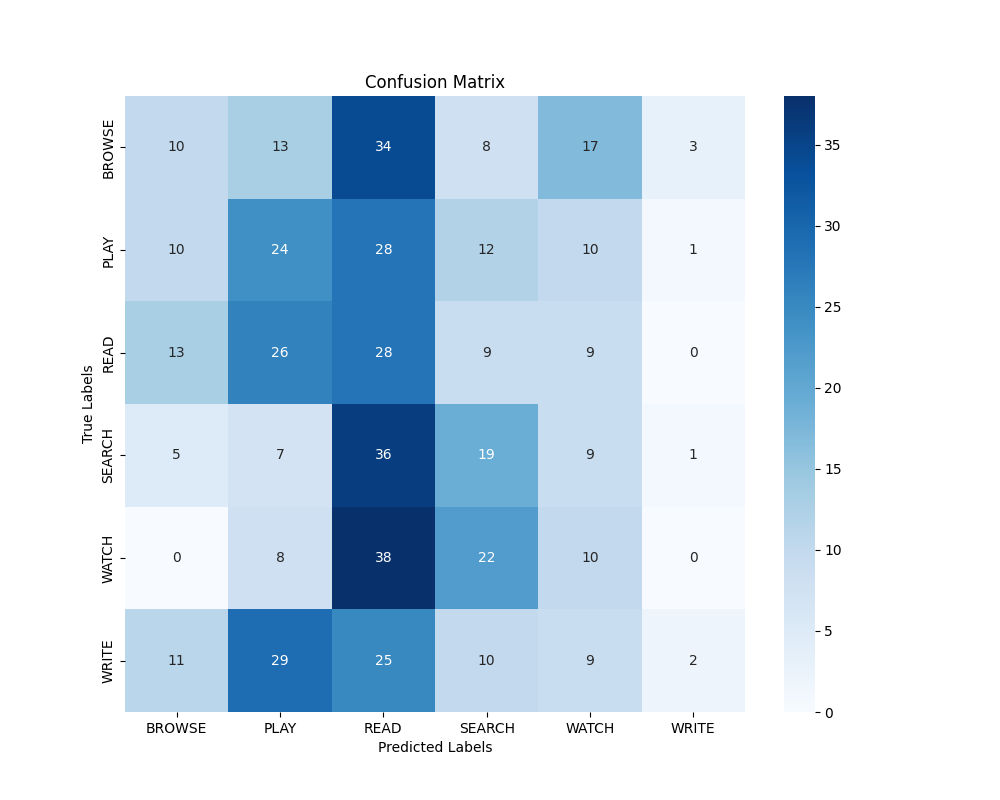 Confusion Matrix
True Labels
BROWSE 10 13 34 8 17 3
PLAY 10 24 28 12 10 1
READ 13 26 28 9 9 0
SEARCH 5 7 36 19 9 1
WATCH 0 8 38 22 10 0
WRITE 11 29 25 10 9 2
BROWSE PLAY READ SEARCH WATCH WRITE
Predicted Labels
35
30
25
20
15
10
5
0